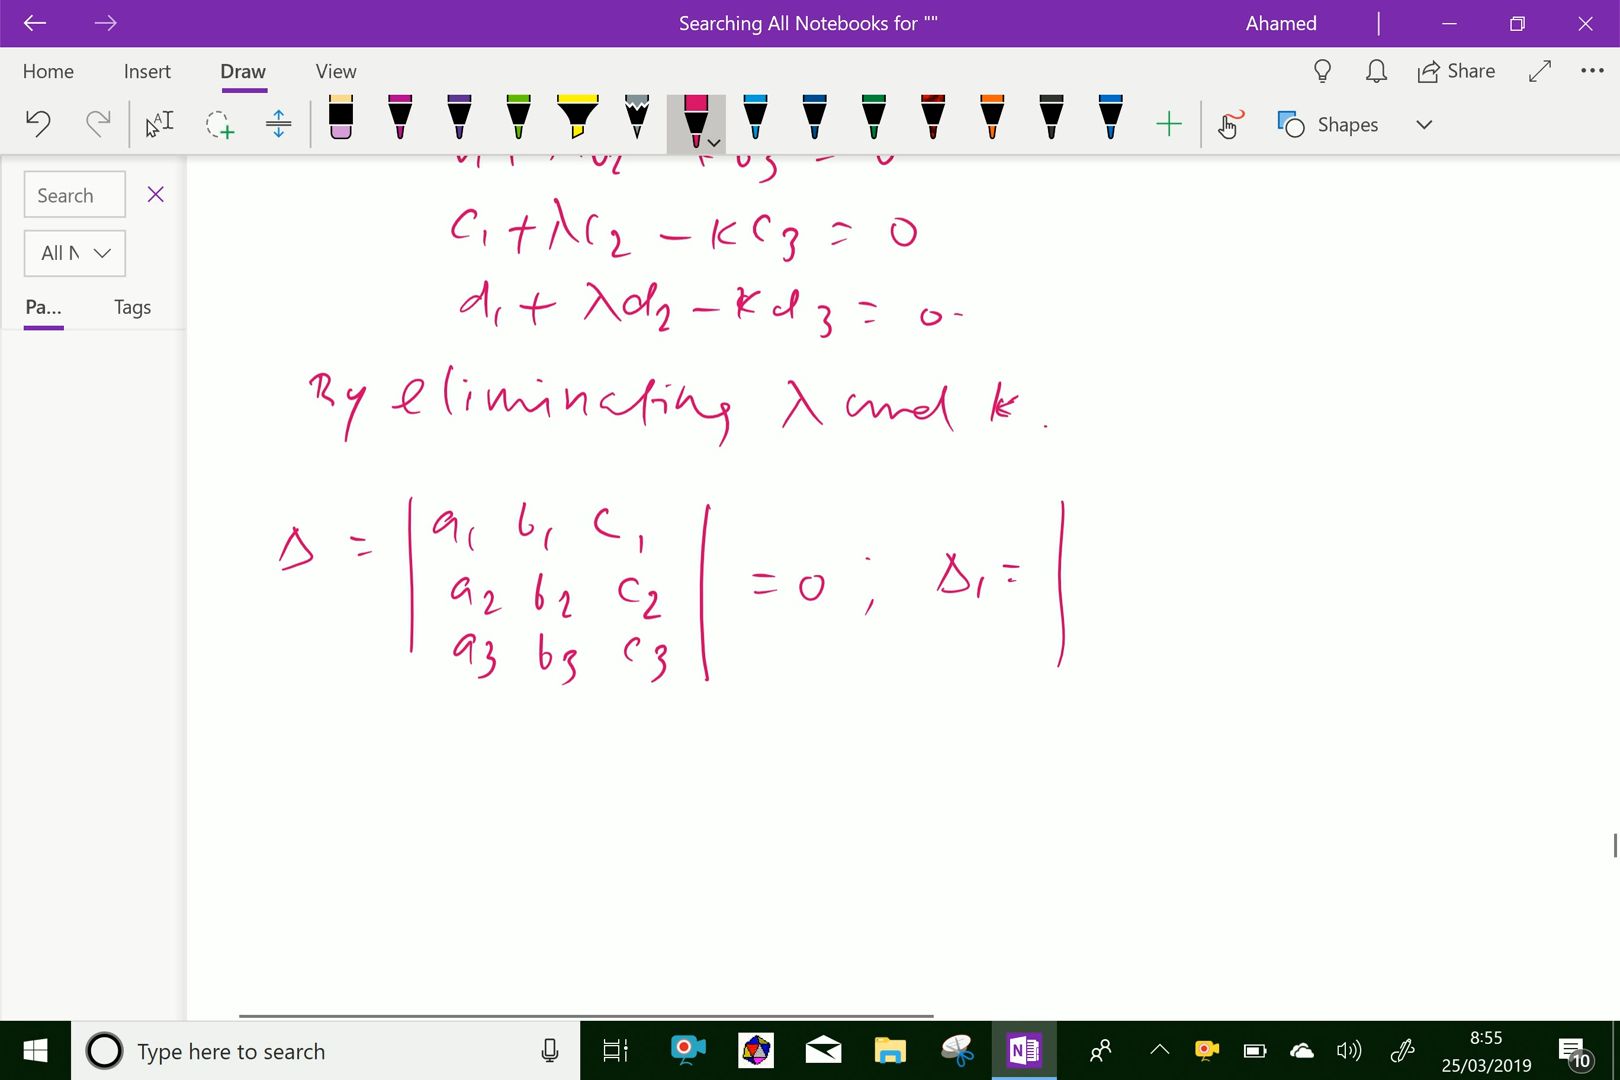 Searching All Notebooks for ""
Ahamed
Home Insert Draw View
Share
Shapes
Search
All N
Pa... Tags
C₁ + λC₂ - KC₃ = 0
d₁ + λd₂ - Kd₃ = 0
By eliminating λ and K.
Δ = | a₁ b₁ c₁ |
| a₂ b₂ c₂ | = 0 ; Δ₁ = |
| a₃ b₃ c₃ |
Type here to search
8:55
25/03/2019
10